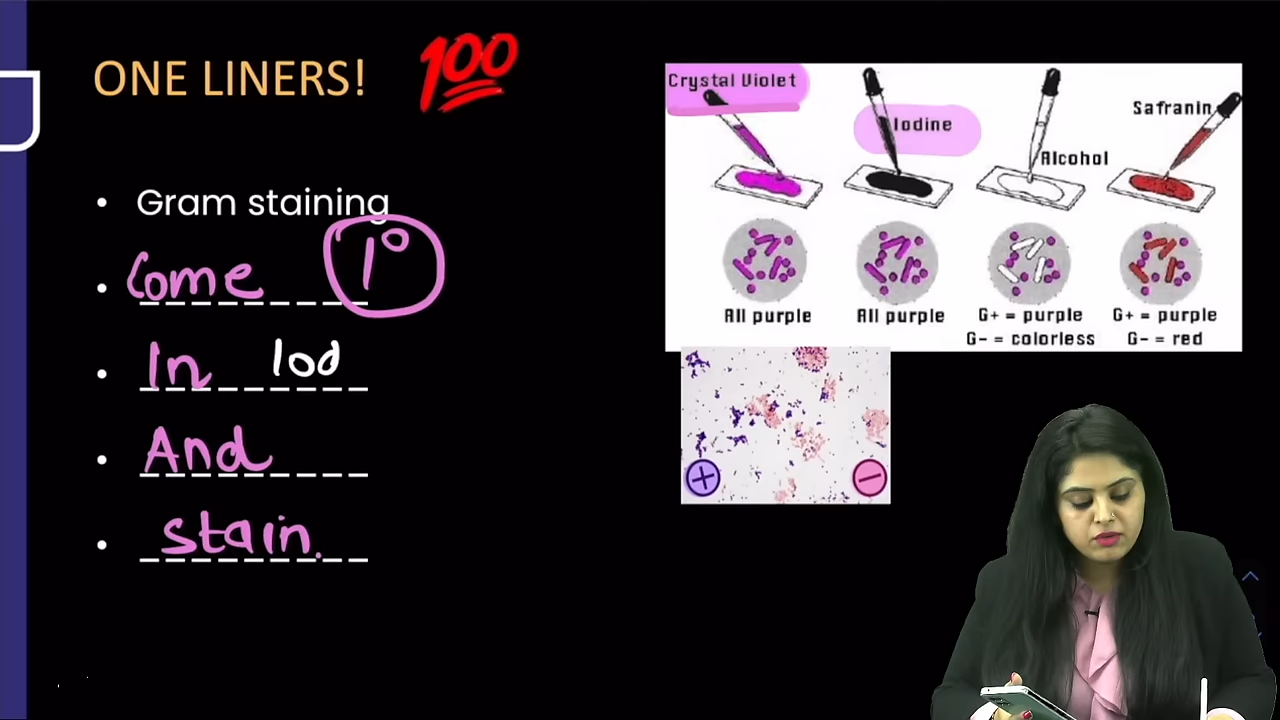 ONE LINERS! 100
• Gram staining
• Come 1°
• In Iod
• And
• Stain.
Crystal Violet
Iodine
Alcohol
Safranin
All purple
All purple
G+ = purple
G- = colorless
G+ = purple
G- = red
+
−